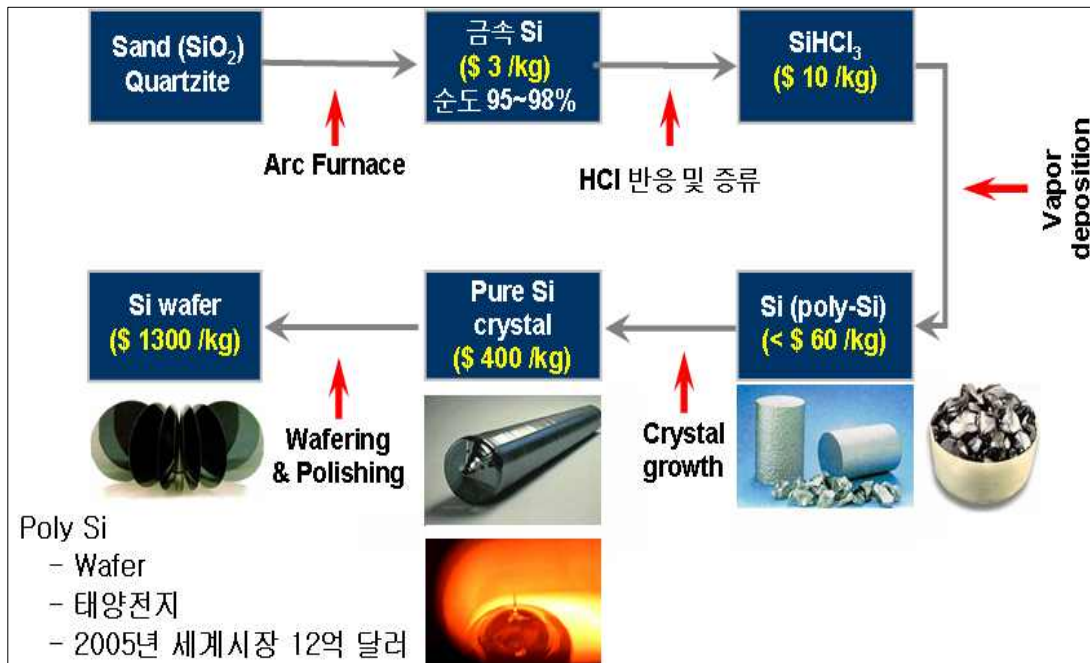 Sand (SiO₂)
Quartzite
금속 Si
($ 3 /kg)
순도 95~98%
SiHCl₃
($ 10 /kg)
Arc Furnace
HCl 반응 및 증류
Vapor
deposition
Si wafer
($ 1300 /kg)
Pure Si
crystal
($ 400 /kg)
Si (poly-Si)
(< $ 60 /kg)
Wafering
& Polishing
Crystal
growth
Poly Si
- Wafer
- 태양전지
- 2005년 세계시장 12억 달러